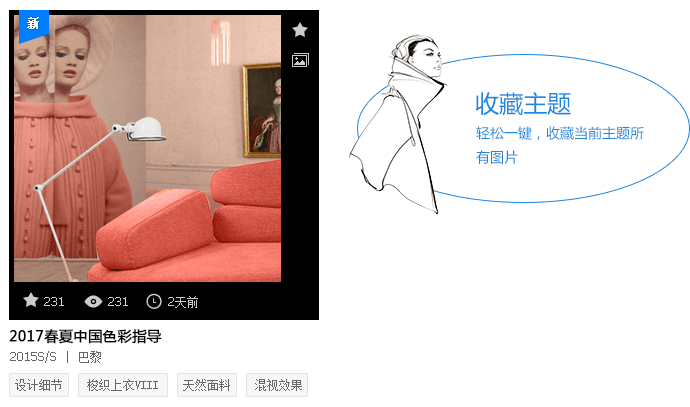 新
231
231
2天前
2017春夏中国色彩指导
2015S/S | 巴黎
设计细节
梭织上衣VIII
天然面料
混视效果
收藏主题
轻松一键，收藏当前主题所
有图片